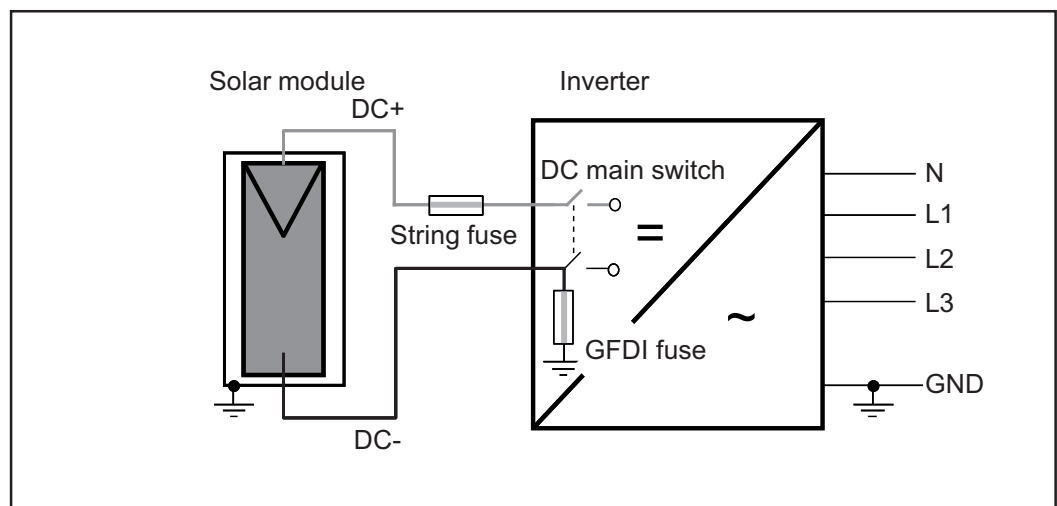 Solar module
Inverter
DC+
DC main switch
N
L1
String fuse
=
L2
L3
~
GFDI fuse
GND
DC-